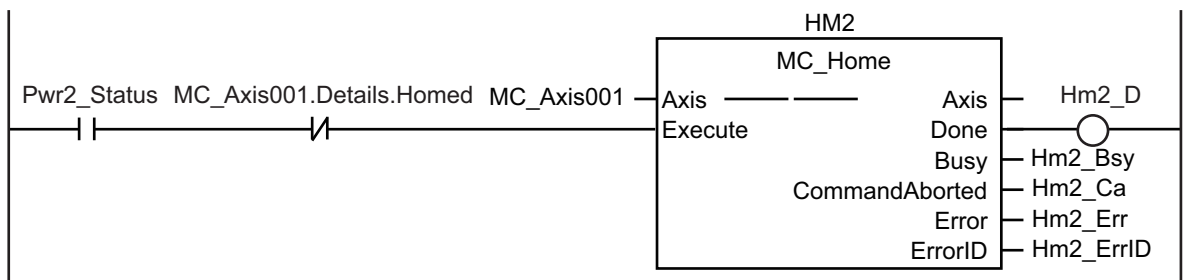 HM2
MC_Home
Pwr2_Status MC_Axis001.Details.Homed MC_Axis001 Axis Axis Hm2_D
Execute Done
Busy Hm2_Bsy
CommandAborted Hm2_Ca
Error Hm2_Err
ErrorID Hm2_ErrID